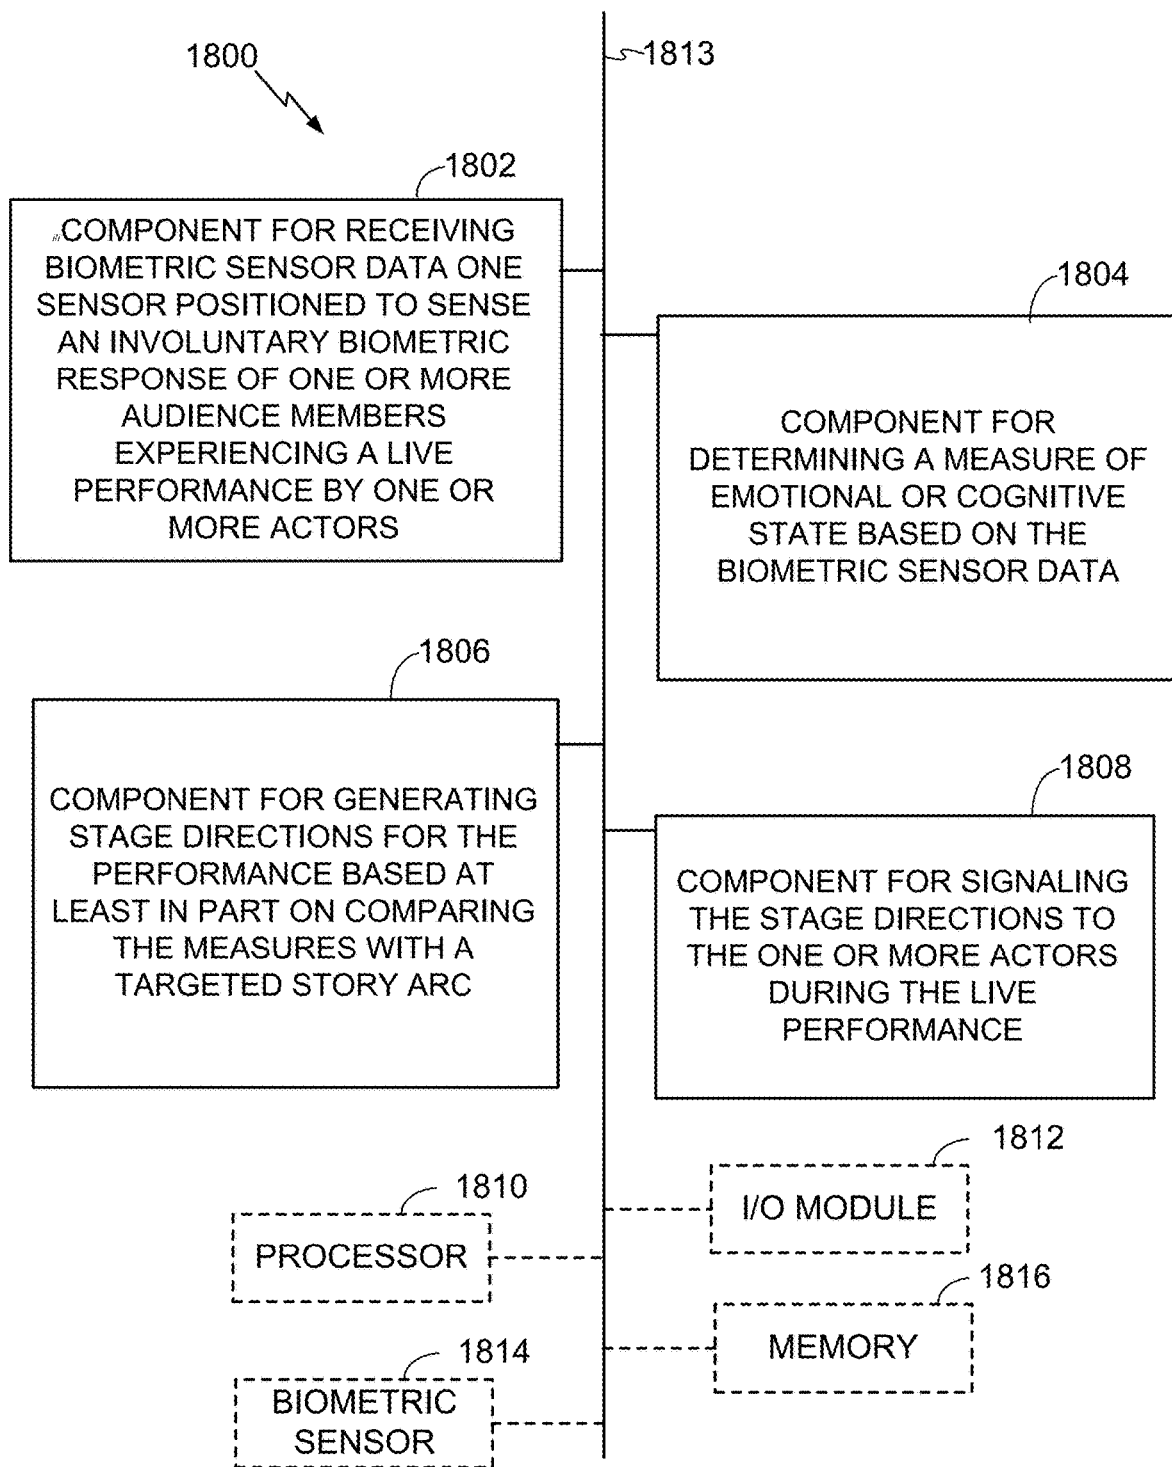 1800
1813
1802
COMPONENT FOR RECEIVING
BIOMETRIC SENSOR DATA ONE
SENSOR POSITIONED TO SENSE
AN INVOLUNTARY BIOMETRIC
RESPONSE OF ONE OR MORE
AUDIENCE MEMBERS
EXPERIENCING A LIVE
PERFORMANCE BY ONE OR
MORE ACTORS
1804
COMPONENT FOR
DETERMINING A MEASURE OF
EMOTIONAL OR COGNITIVE
STATE BASED ON THE
BIOMETRIC SENSOR DATA
1806
COMPONENT FOR GENERATING
STAGE DIRECTIONS FOR THE
PERFORMANCE BASED AT
LEAST IN PART ON COMPARING
THE MEASURES WITH A
TARGETED STORY ARC
1808
COMPONENT FOR SIGNALING
THE STAGE DIRECTIONS TO
THE ONE OR MORE ACTORS
DURING THE LIVE
PERFORMANCE
1812
I/O MODULE
1810
PROCESSOR
1816
MEMORY
1814
BIOMETRIC
SENSOR